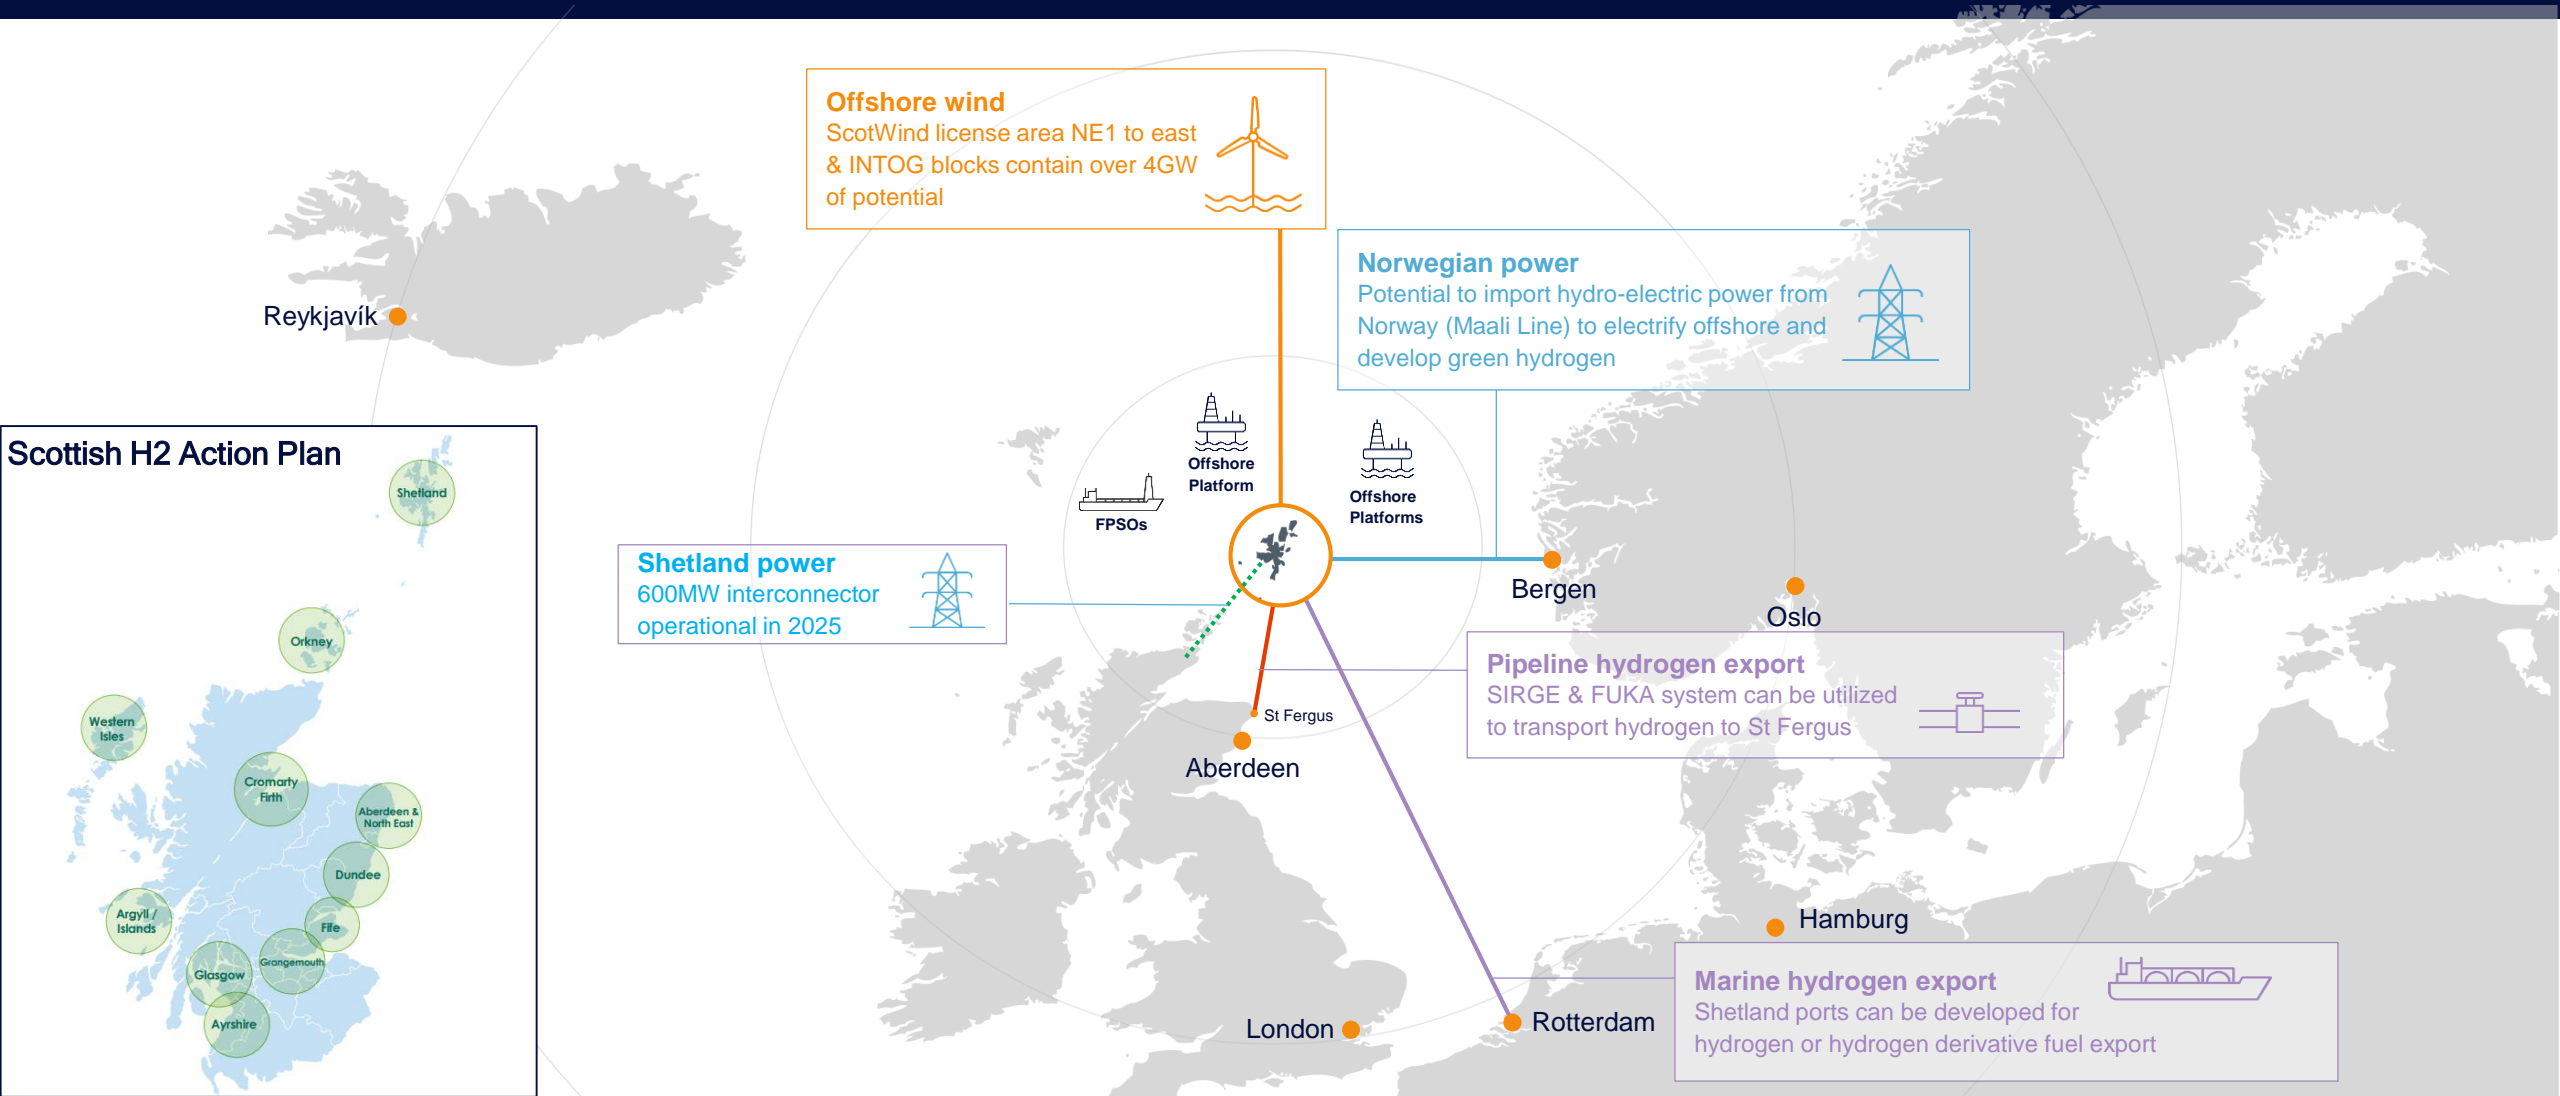 Offshore wind
ScotWind license area NE1 to east
& INTOG blocks contain over 4GW
of potential
Norwegian power
Potential to import hydro-electric power from
Norway (Maali Line) to electrify offshore and
develop green hydrogen
Reykjavík
Offshore
Platform
Offshore
Platforms
FPSOs
Shetland power
600MW interconnector
operational in 2025
Bergen
Oslo
Pipeline hydrogen export
SIRGE & FUKA system can be utilized
to transport hydrogen to St Fergus
St Fergus
Aberdeen
Hamburg
Marine hydrogen export
Shetland ports can be developed for
hydrogen or hydrogen derivative fuel export
London
Rotterdam
Scottish H2 Action Plan
Shetland
Orkney
Western
Isles
Cromarty
Firth
Aberdeen &
North East
Dundee
Argyll /
Islands
Fife
Grangemouth
Glasgow
Ayrshire